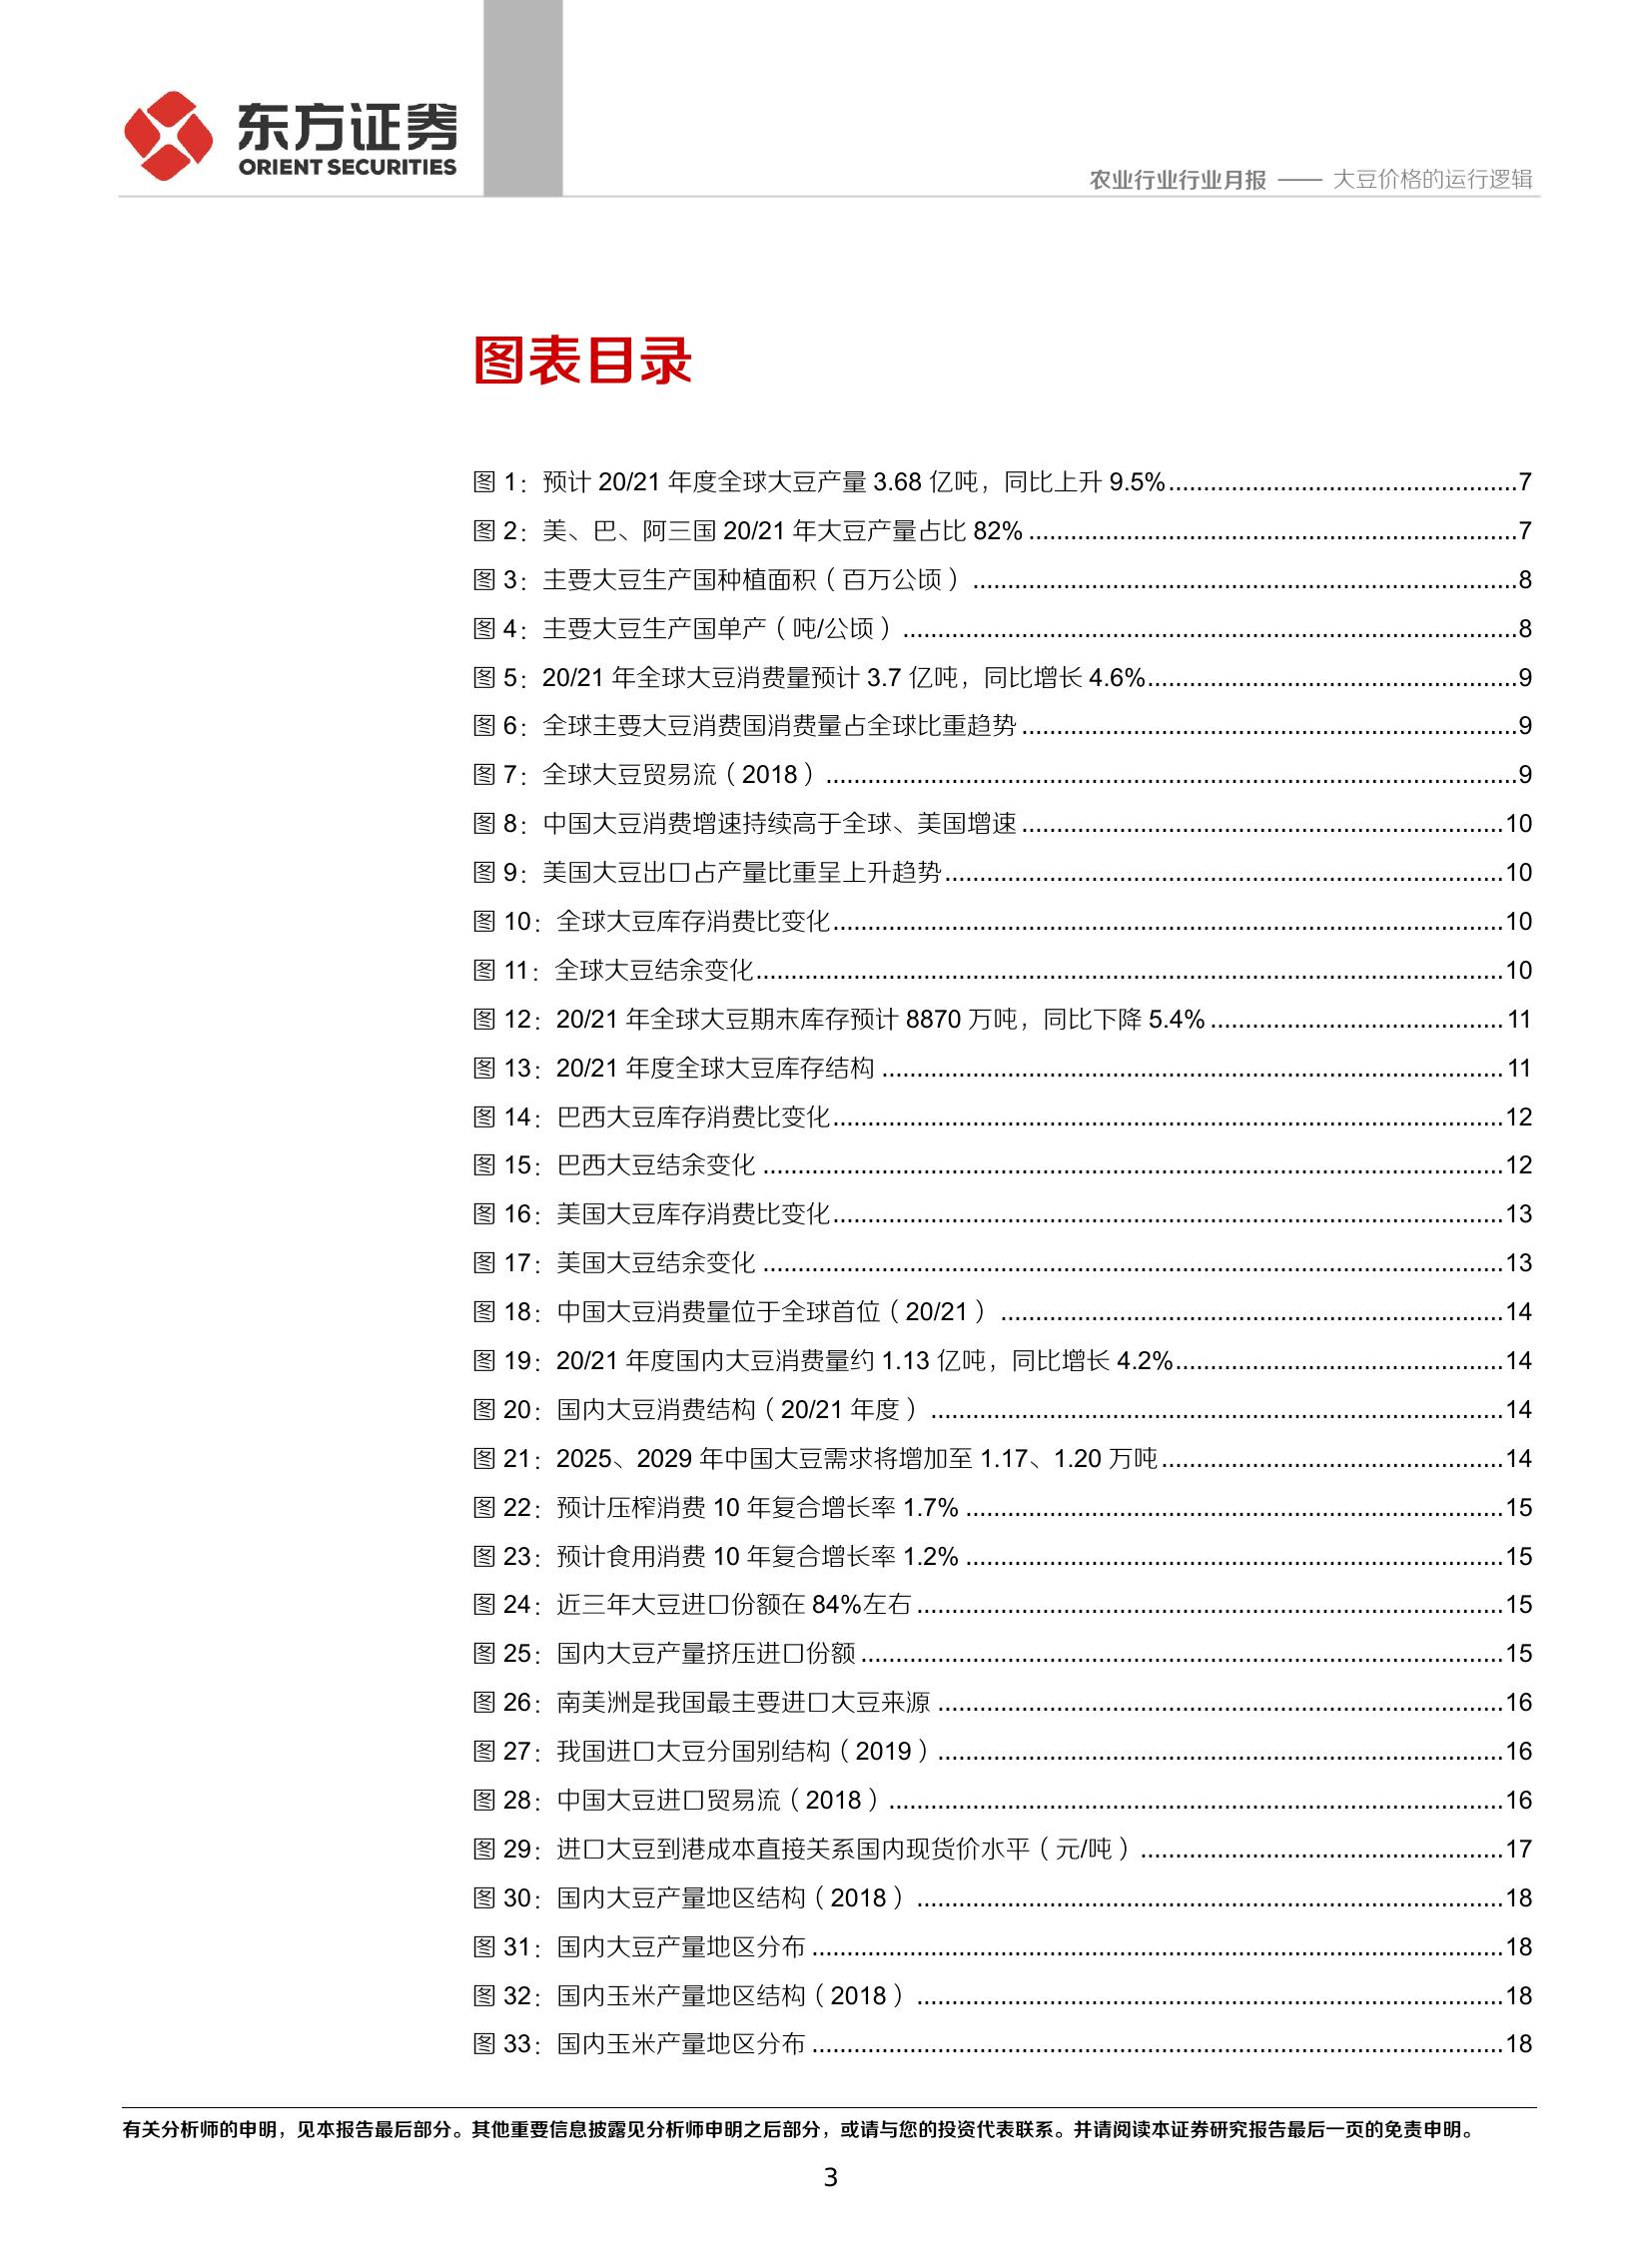 东方证券
ORIENT SECURITIES
农业行业行业月报 —— 大豆价格的运行逻辑
图表目录
图 1：预计 20/21 年度全球大豆产量 3.68 亿吨，同比上升 9.5%..................................................7
图 2：美、巴、阿三国 20/21 年大豆产量占比 82% ......................................................................7
图 3：主要大豆生产国种植面积（百万公顷） ..............................................................................8
图 4：主要大豆生产国单产（吨/公顷） ........................................................................................8
图 5：20/21 年全球大豆消费量预计 3.7 亿吨，同比增长 4.6%.....................................................9
图 6：全球主要大豆消费国消费量占全球比重趋势 .......................................................................9
图 7：全球大豆贸易流（2018） ...................................................................................................9
图 8：中国大豆消费增速持续高于全球、美国增速 .....................................................................10
图 9：美国大豆出口占产量比重呈上升趋势................................................................................10
图 10：全球大豆库存消费比变化................................................................................................10
图 11：全球大豆结余变化...........................................................................................................10
图 12：20/21 年全球大豆期末库存预计 8870 万吨，同比下降 5.4% ..........................................11
图 13：20/21 年度全球大豆库存结构 .........................................................................................11
图 14：巴西大豆库存消费比变化................................................................................................12
图 15：巴西大豆结余变化 ..........................................................................................................12
图 16：美国大豆库存消费比变化................................................................................................13
图 17：美国大豆结余变化 ..........................................................................................................13
图 18：中国大豆消费量位于全球首位（20/21） ........................................................................14
图 19：20/21 年度国内大豆消费量约 1.13 亿吨，同比增长 4.2%...............................................14
图 20：国内大豆消费结构（20/21 年度） ..................................................................................14
图 21：2025、2029 年中国大豆需求将增加至 1.17、1.20 万吨.................................................14
图 22：预计压榨消费 10 年复合增长率 1.7% .............................................................................15
图 23：预计食用消费 10 年复合增长率 1.2% .............................................................................15
图 24：近三年大豆进口份额在 84%左右 ....................................................................................15
图 25：国内大豆产量挤压进口份额 ............................................................................................15
图 26：南美洲是我国最主要进口大豆来源 .................................................................................16
图 27：我国进口大豆分国别结构（2019） .................................................................................16
图 28：中国大豆进口贸易流（2018） ........................................................................................16
图 29：进口大豆到港成本直接关系国内现货价水平（元/吨） ....................................................17
图 30：国内大豆产量地区结构（2018） ....................................................................................18
图 31：国内大豆产量地区分布 ...................................................................................................18
图 32：国内玉米产量地区结构（2018） ....................................................................................18
图 33：国内玉米产量地区分布 ...................................................................................................18
有关分析师的申明，见本报告最后部分。其他重要信息披露见分析师申明之后部分，或请与您的投资代表联系。并请阅读本证券研究报告最后一页的免责申明。
3